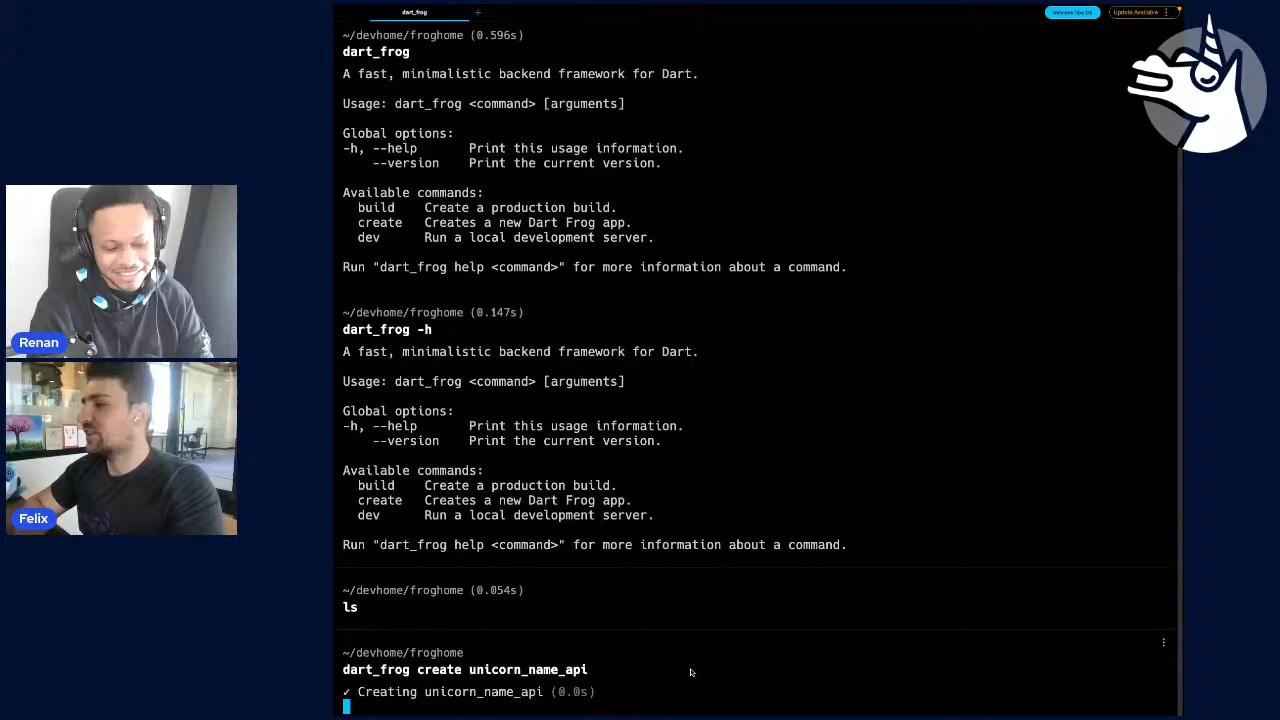 dart_frog
+
Update Available
~/devhome/froghome (0.596s)
dart_frog
A fast, minimalistic backend framework for Dart.
Usage: dart_frog <command> [arguments]
Global options:
-h, --help Print this usage information.
--version Print the current version.
Available commands:
build Create a production build.
create Creates a new Dart Frog app.
dev Run a local development server.
Run "dart_frog help <command>" for more information about a command.
~/devhome/froghome (0.147s)
dart_frog -h
A fast, minimalistic backend framework for Dart.
Usage: dart_frog <command> [arguments]
Global options:
-h, --help Print this usage information.
--version Print the current version.
Available commands:
build Create a production build.
create Creates a new Dart Frog app.
dev Run a local development server.
Run "dart_frog help <command>" for more information about a command.
~/devhome/froghome (0.054s)
ls
~/devhome/froghome
dart_frog create unicorn_name_api
✓ Creating unicorn_name_api (0.0s)
Renan
Felix